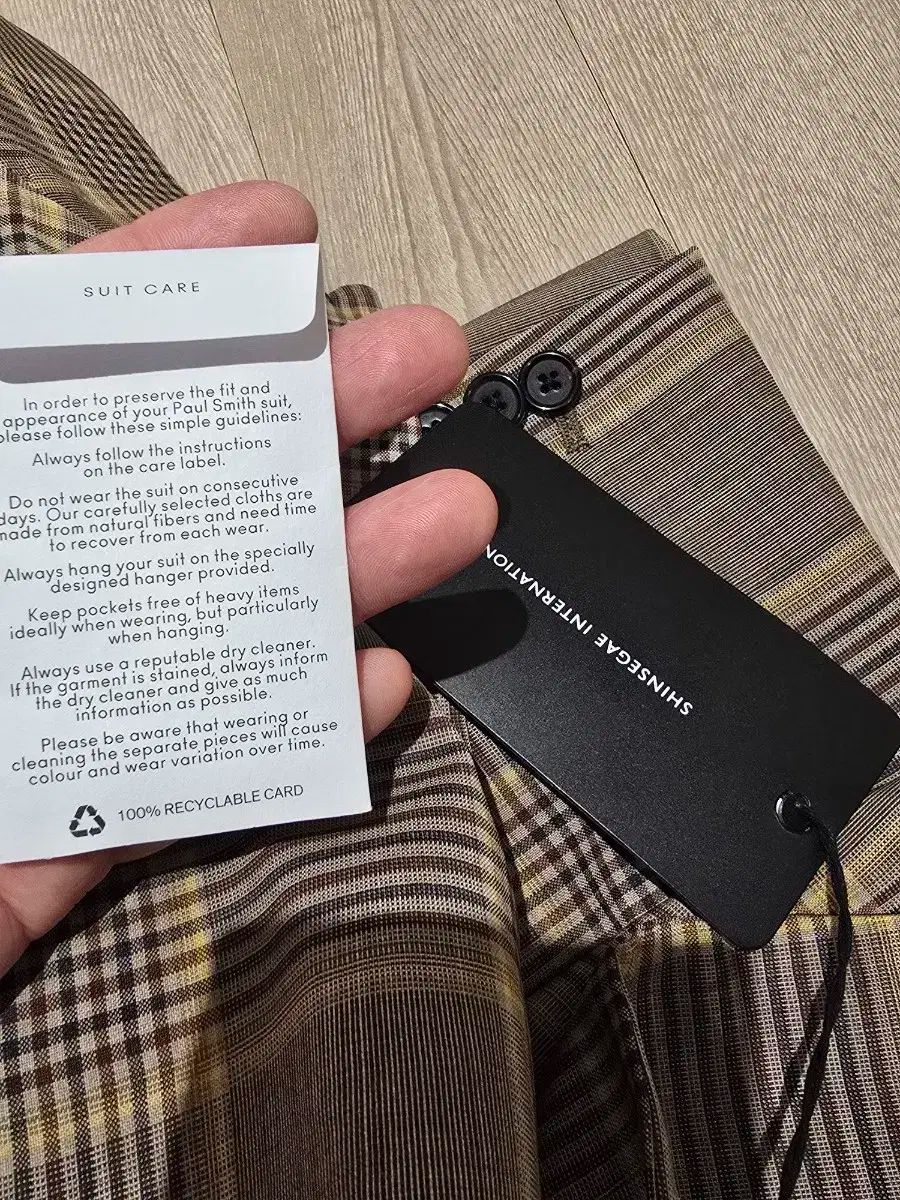 SUIT CARE
In order to preserve the fit and
appearance of your Paul Smith suit,
please follow these simple guidelines:
Always follow the instructions
on the care label.
Do not wear the suit on consecutive
days. Our carefully selected cloths are
made from natural fibers and need time
to recover from each wear.
Always hang your suit on the specially
designed hanger provided.
Keep pockets free of heavy items
ideally when wearing, but particularly
when hanging.
Always use a reputable dry cleaner.
If the garment is stained, always inform
the dry cleaner and give as much
information as possible.
Please be aware that wearing or
cleaning the separate pieces will cause
colour and wear variation over time.
100% RECYCLABLE CARD
SHINSEGAE INTERNATION